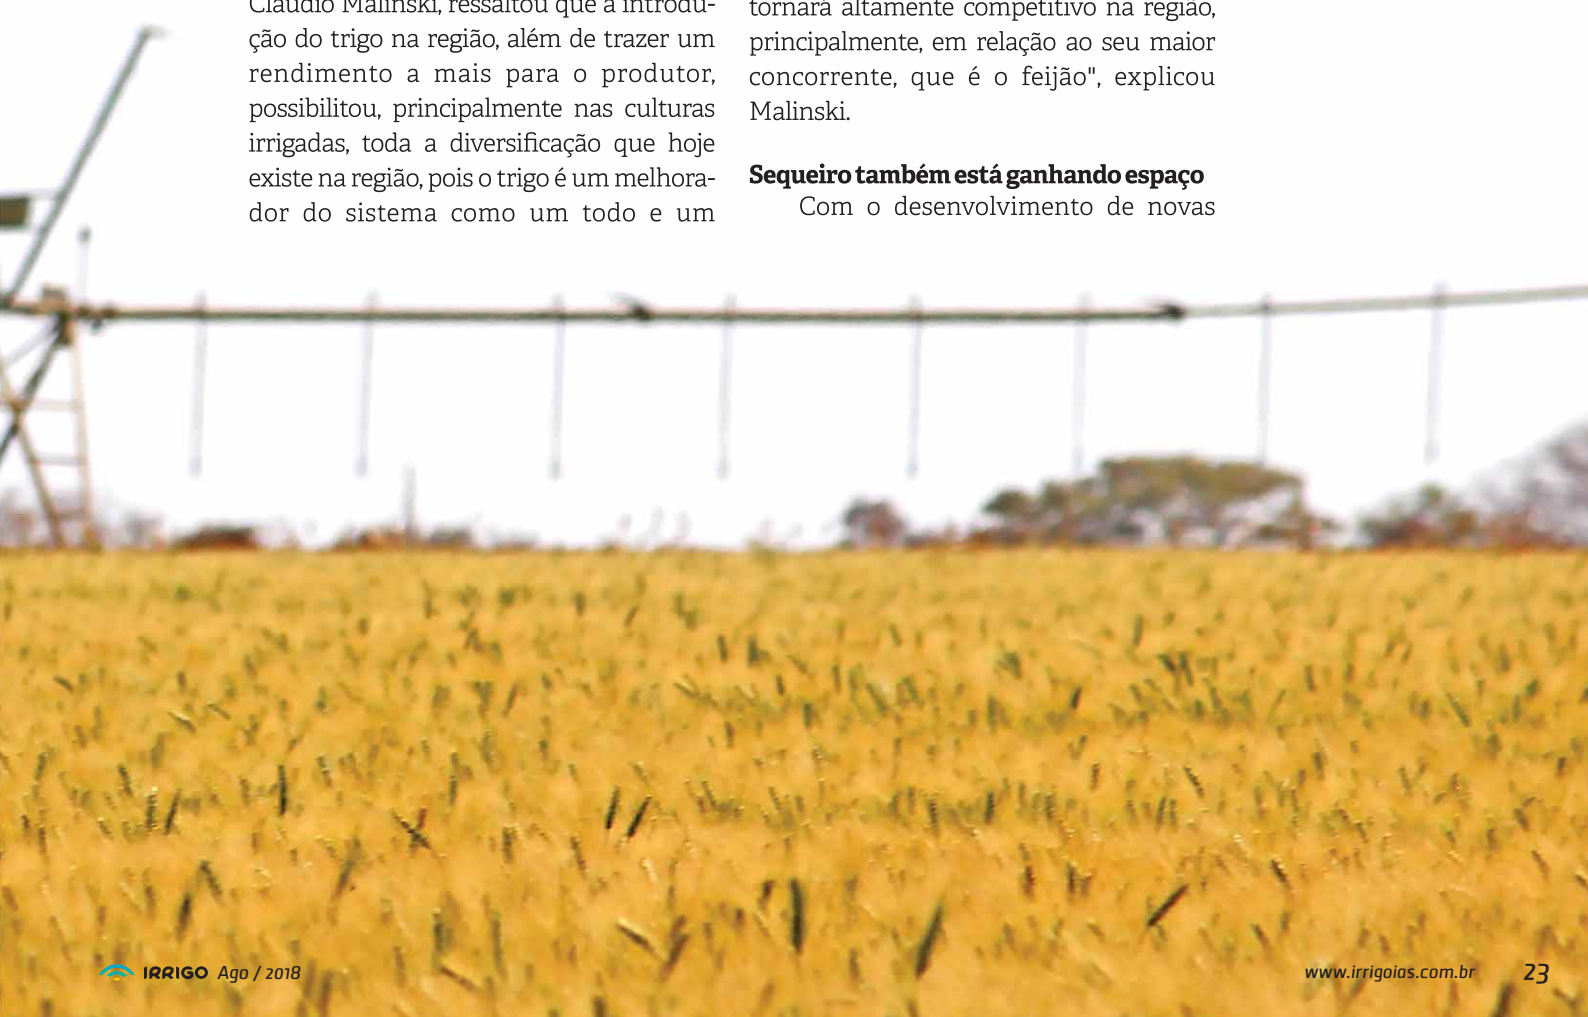 Claudio Malinski, ressaltou que a introdu-
ção do trigo na região, além de trazer um
rendimento a mais para o produtor,
possibilitou, principalmente nas culturas
irrigadas, toda a diversificação que hoje
existe na região, pois o trigo é um melhora-
dor do sistema como um todo e um
tornará altamente competitivo na região,
principalmente, em relação ao seu maior
concorrente, que é o feijão", explicou
Malinski.
Sequeiro também está ganhando espaço
Com o desenvolvimento de novas
IRRIGO Ago / 2018
www.irrigoias.com.br 23